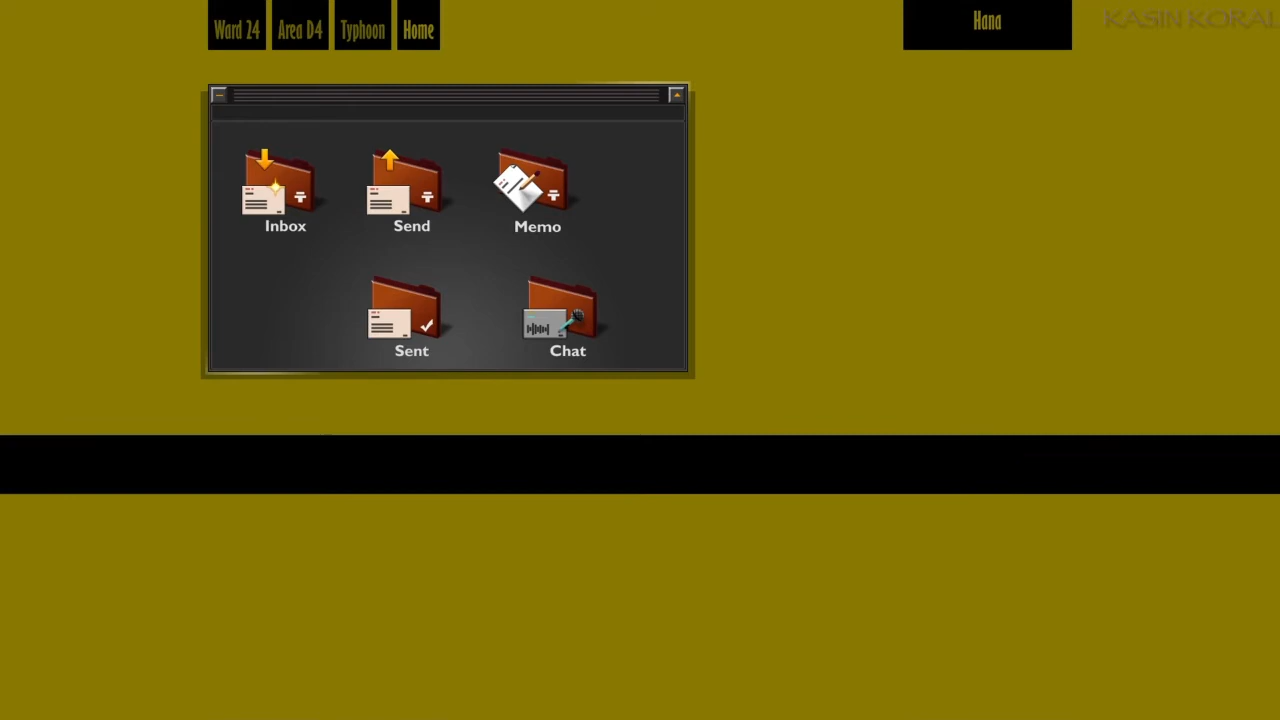 Ward 24 Area D4 Typhoon Home Hana KASIN KORAL
Inbox Send Memo
Sent Chat